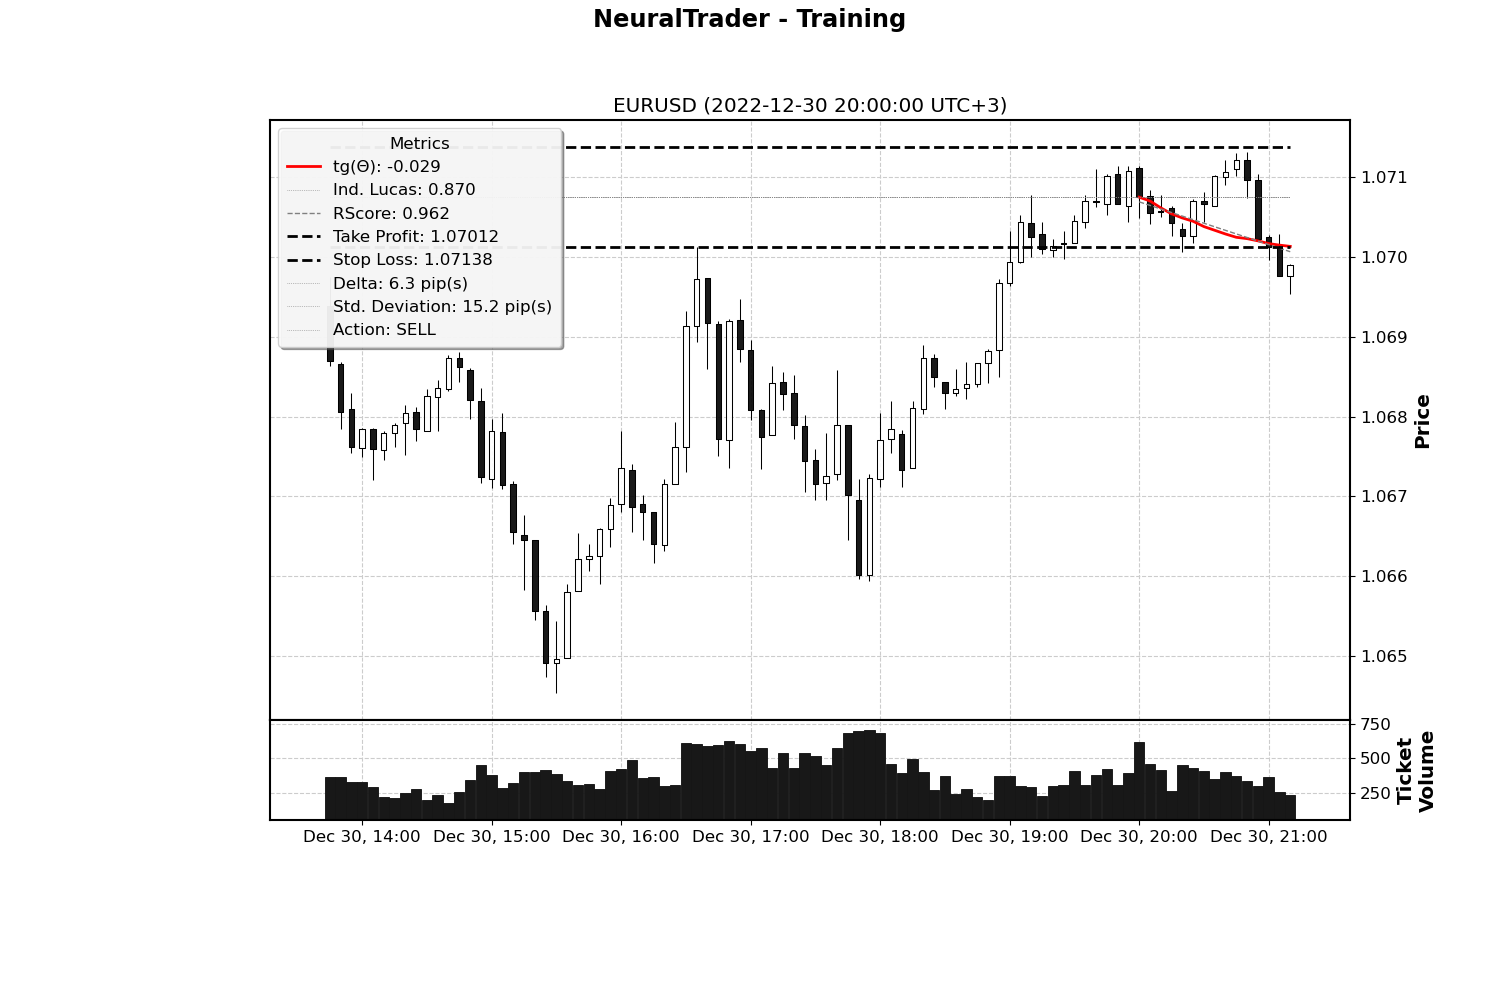 NeuralTrader - Training
EURUSD (2022-12-30 20:00:00 UTC+3)
Metrics
tg(Θ): -0.029
Ind. Lucas: 0.870
RScore: 0.962
Take Profit: 1.07012
Stop Loss: 1.07138
Delta: 6.3 pip(s)
Std. Deviation: 15.2 pip(s)
Action: SELL
1.071
1.070
1.069
1.068
1.067
1.066
1.065
Price
750
500
250
Ticket
Volume
Dec 30, 14:00
Dec 30, 15:00
Dec 30, 16:00
Dec 30, 17:00
Dec 30, 18:00
Dec 30, 19:00
Dec 30, 20:00
Dec 30, 21:00